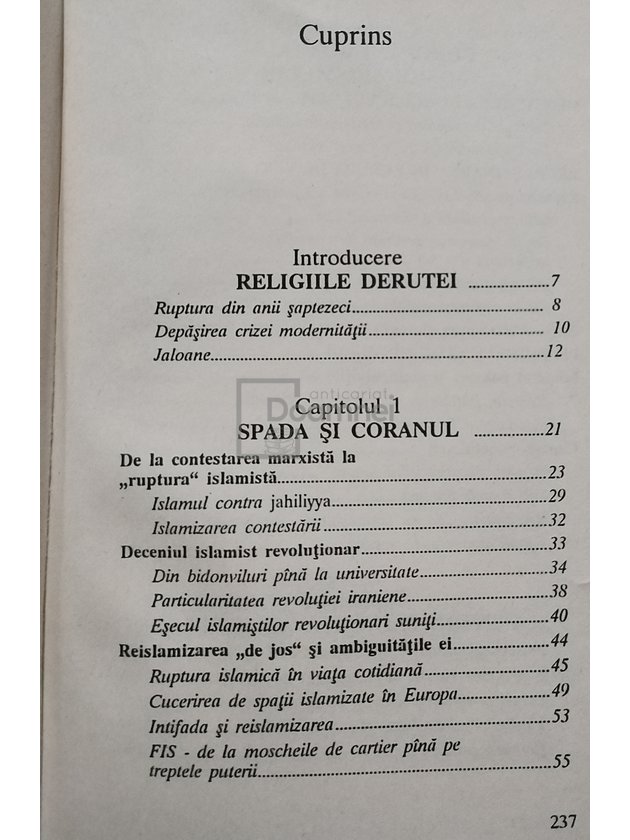 Cuprins
Introducere
RELIGIILE DERUTEI ....................7
Ruptura din anii şaptezeci................................................ 8
Depăşirea crizei modernităţii............................................ 10
Jaloane....................................................................................12
anticariat
Doamnei
Capitolul 1
SPADA ŞI CORANUL .................21
De la contestarea marxistă la
„ruptura“ islamistă...................................................................23
Islamul contra jahiliyya......................................................29
Islamizarea contestării.......................................................32
Deceniul islamist revoluţionar...............................................33
Din bidonviluri pînă la universitate................................34
Particularitatea revoluţiei iraniene...................................38
Eşecul islamiştilor revoluţionari suniţi............................40
Reislamizarea „de jos“ şi ambiguităţile ei........................44
Ruptura islamică în viaţa cotidiană................................45
Cucerirea de spaţii islamizate în Europa.......................49
Intifada şi reislamizarea.....................................................53
FIS - de la moscheile de cartier pînă pe
treptele puterii.........................................................................55
237